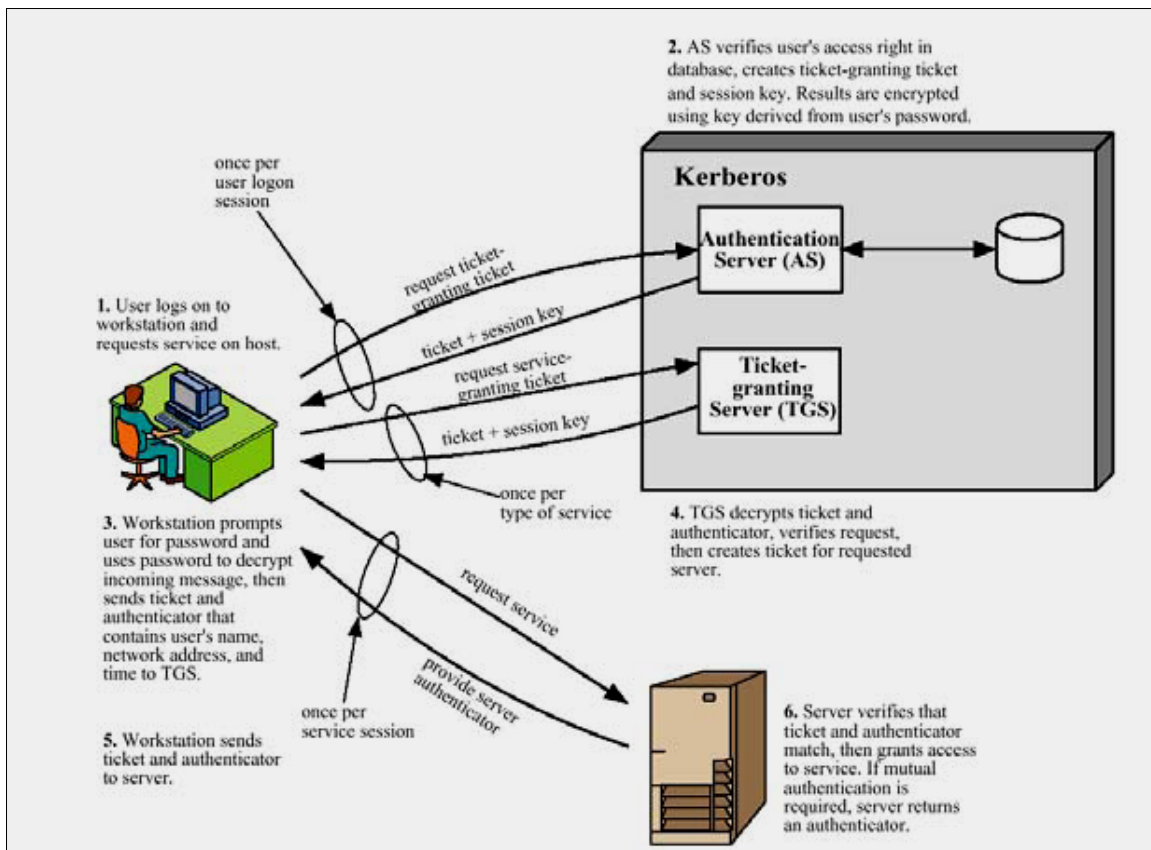 2. AS verifies user's access right in
database, creates ticket-granting ticket
and session key. Results are encrypted
using key derived from user's password.
once per
user logon
session
Kerberos
Authentication
Server (AS)
request ticket-
granting ticket
1. User logs on to
workstation and
requests service on host.
ticket + session key
request service-
granting ticket
Ticket-
granting
Server (TGS)
ticket + session key
once per
type of service
3. Workstation prompts
user for password and
uses password to decrypt
incoming message, then
sends ticket and
authenticator that
contains user's name,
network address, and
time to TGS.
4. TGS decrypts ticket and
authenticator, verifies request,
then creates ticket for requested
server.
request service
provide server
authenticator
once per
service session
5. Workstation sends
ticket and authenticator
to server.
6. Server verifies that
ticket and authenticator
match, then grants access
to service. If mutual
authentication is
required, server returns
an authenticator.